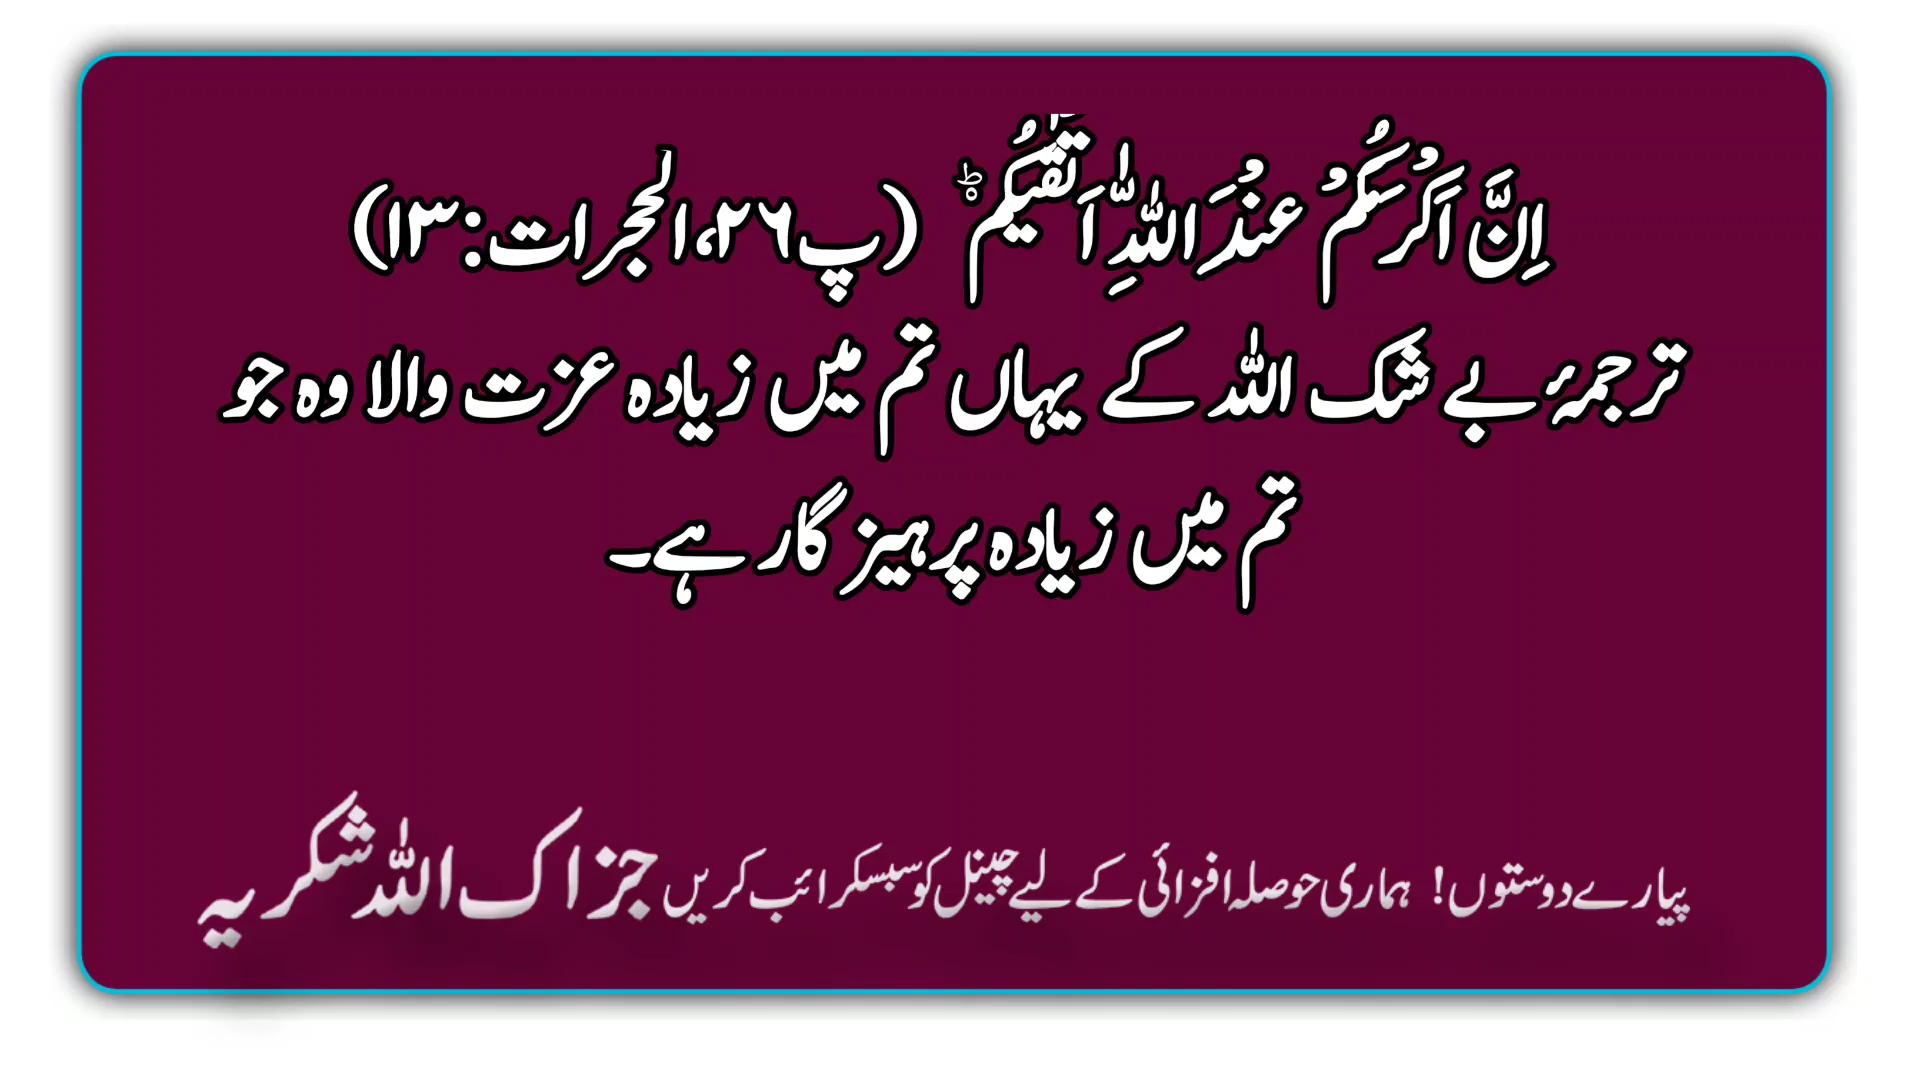 اِنَّ اَكْرَمَكُمْ عِنْدَ اللّٰهِ اَتْقٰىكُمْؕ (پ۲۶،الحجرات:۱۳)
ترجمۂ بے شک اللہ کے یہاں تم میں زیادہ عزت والا وہ جو
تم میں زیادہ پرہیز گار ہے۔
پیارے دوستوں! ہماری حوصلہ افزائی کے لیے چینل کو سبسکرائب کریں جزاک اللہ شکریہ